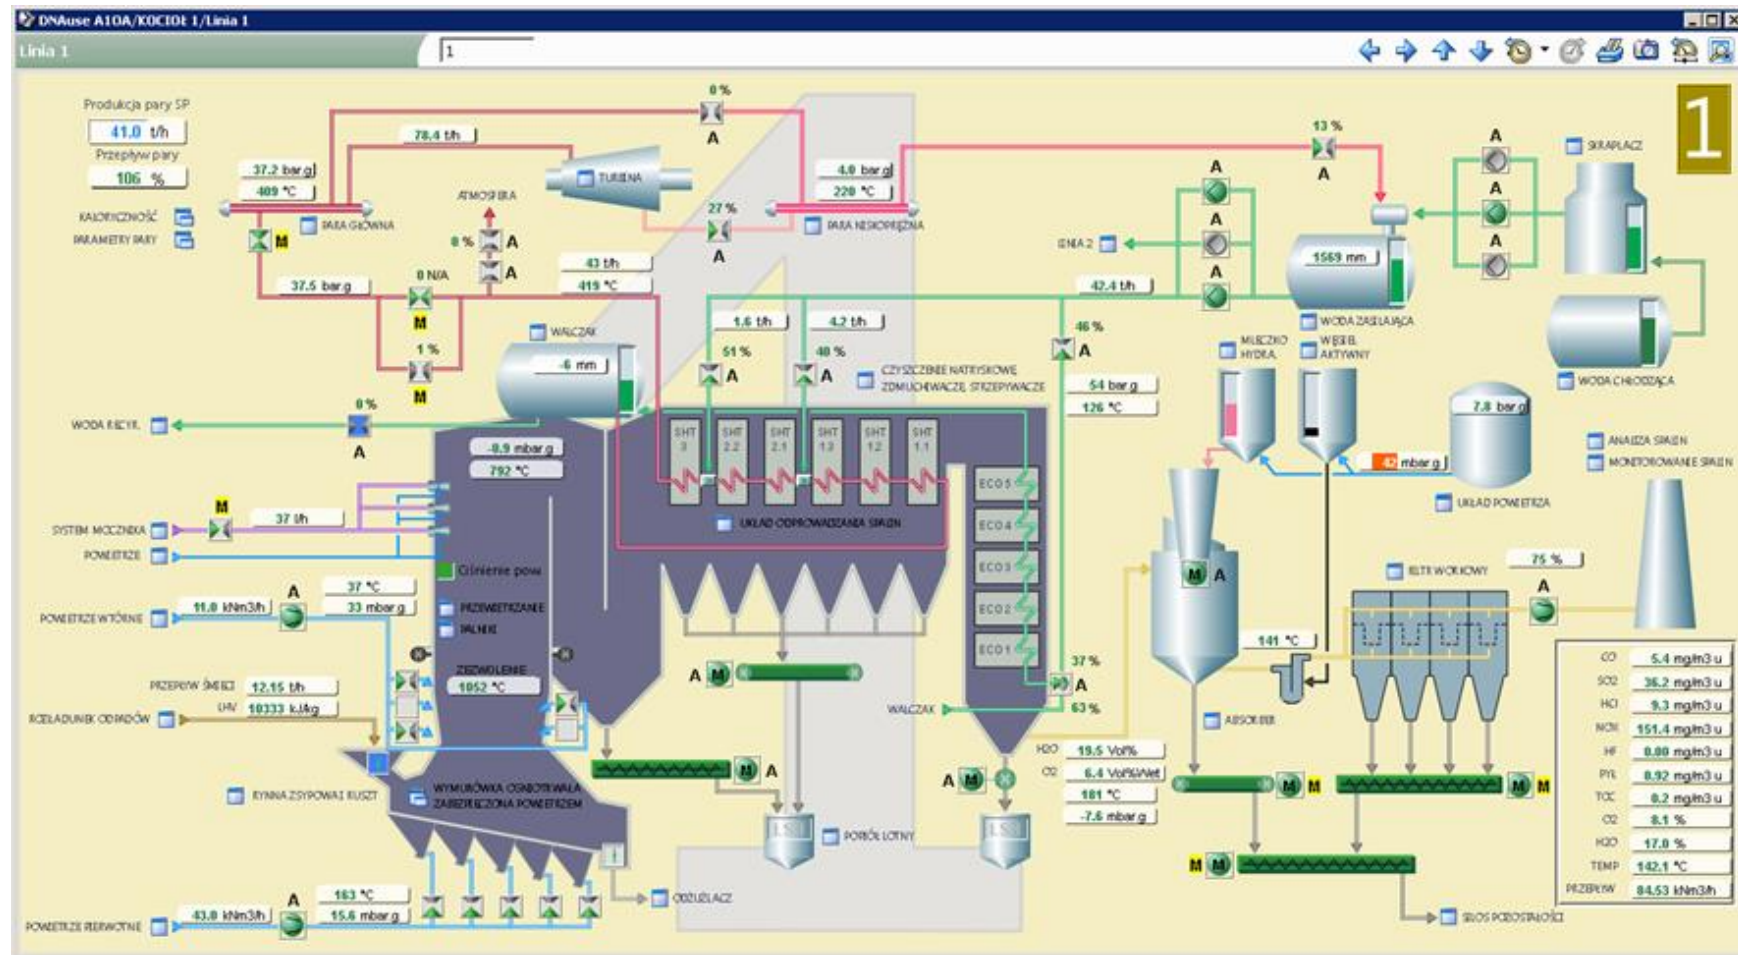 DNAuse A10A/KOCIOŁ 1/Linia 1
Linia 1
1
1
Produkcja pary SP
41.0 t/h
Przepływ pary
106 %
KALORYCZNOŚĆ
PARAMETRY PARY
37.2 bar.g
409 °C
PARA GŁÓWNA
M
78.4 t/h
TURBINA
0 %
A
ATMOSFERA
0 %
A
A
27 %
A
4.0 bar.g
220 °C
PARA NISKOPRĘŻNA
13 %
A
SKRAPLACZ
A
A
A
A
A
A
LINIA 2
1569 mm
WODA ZASILAJĄCA
WODA CHŁODZĄCA
37.5 bar.g
0 N/A
M
1 %
M
43 t/h
419 °C
42.4 t/h
1.6 t/h
4.2 t/h
51 %
A
40 %
A
46 %
A
54 bar g
126 °C
WALCZAK
-6 mm
CZYSZCZENIE NATRYSKOWE,
ZDMUCHIWACZE, STRZEPYWACZE
MLECZKO
HYDRA.
WĘGIEL
AKTYWNY
7.8 bar.g
42 mbar.g
UKŁAD POWIETRZA
ANALIZA SPALIN
MONITOROWANIE SPALIN
0 %
WODA RECYR.
A
-0.9 mbar.g
792 °C
SHT 3
SHT 2.2
SHT 2.1
SHT 1.3
SHT 1.2
SHT 1.1
UKŁAD ODPROWADZANIA SPALIN
ECO 5
ECO 4
ECO 3
ECO 2
ECO 1
M
SYSTEM MOCZNIKA
37 l/h
POWIETRZE
Ciśnienie pow
PRZEWIETRZANIE
PALNIKI
37 °C
33 mbar.g
A
11.0 kNm3/h
POWIETRZE WTÓRNE
ZEZWOLENIE
1052 °C
PRZEPŁYW ŚMIECI
12.15 t/h
LHV
10333 kJ/kg
ROZŁADUNEK ODPADÓW
RYNNA ZSYPOWA I RUSZT
WYMURÓWKA OGNIOTRWAŁA
ZABEZPIECZONA POWIETRZEM
A M
M A
37 %
A
63 %
WALCZAK
M A
FILTR WORKOWY
75 %
A
141 °C
ABSORBER
H2O
19.5 Vol%
O2
6.4 Vol%Wet
181 °C
-7.6 mbar.g
A M
LSS
LSS
POPIÓŁ LOTNY
M M
M M
M M
SILOS POZOSTAŁOŚCI
ODŻUŻLACZ
A
163 °C
15.6 mbar.g
43.0 kNm3/h
POWIETRZE PIERWOTNE
CO 5.4 mg/m3 u
SO2 36.2 mg/m3 u
HCl 9.3 mg/m3 u
NOX 151.4 mg/m3 u
HF 0.00 mg/m3 u
PYŁ 0.92 mg/m3 u
TOC 0.2 mg/m3 u
O2 8.1 %
H2O 17.0 %
TEMP 142.1 °C
PRZEPŁYW 84.53 kNm3/h